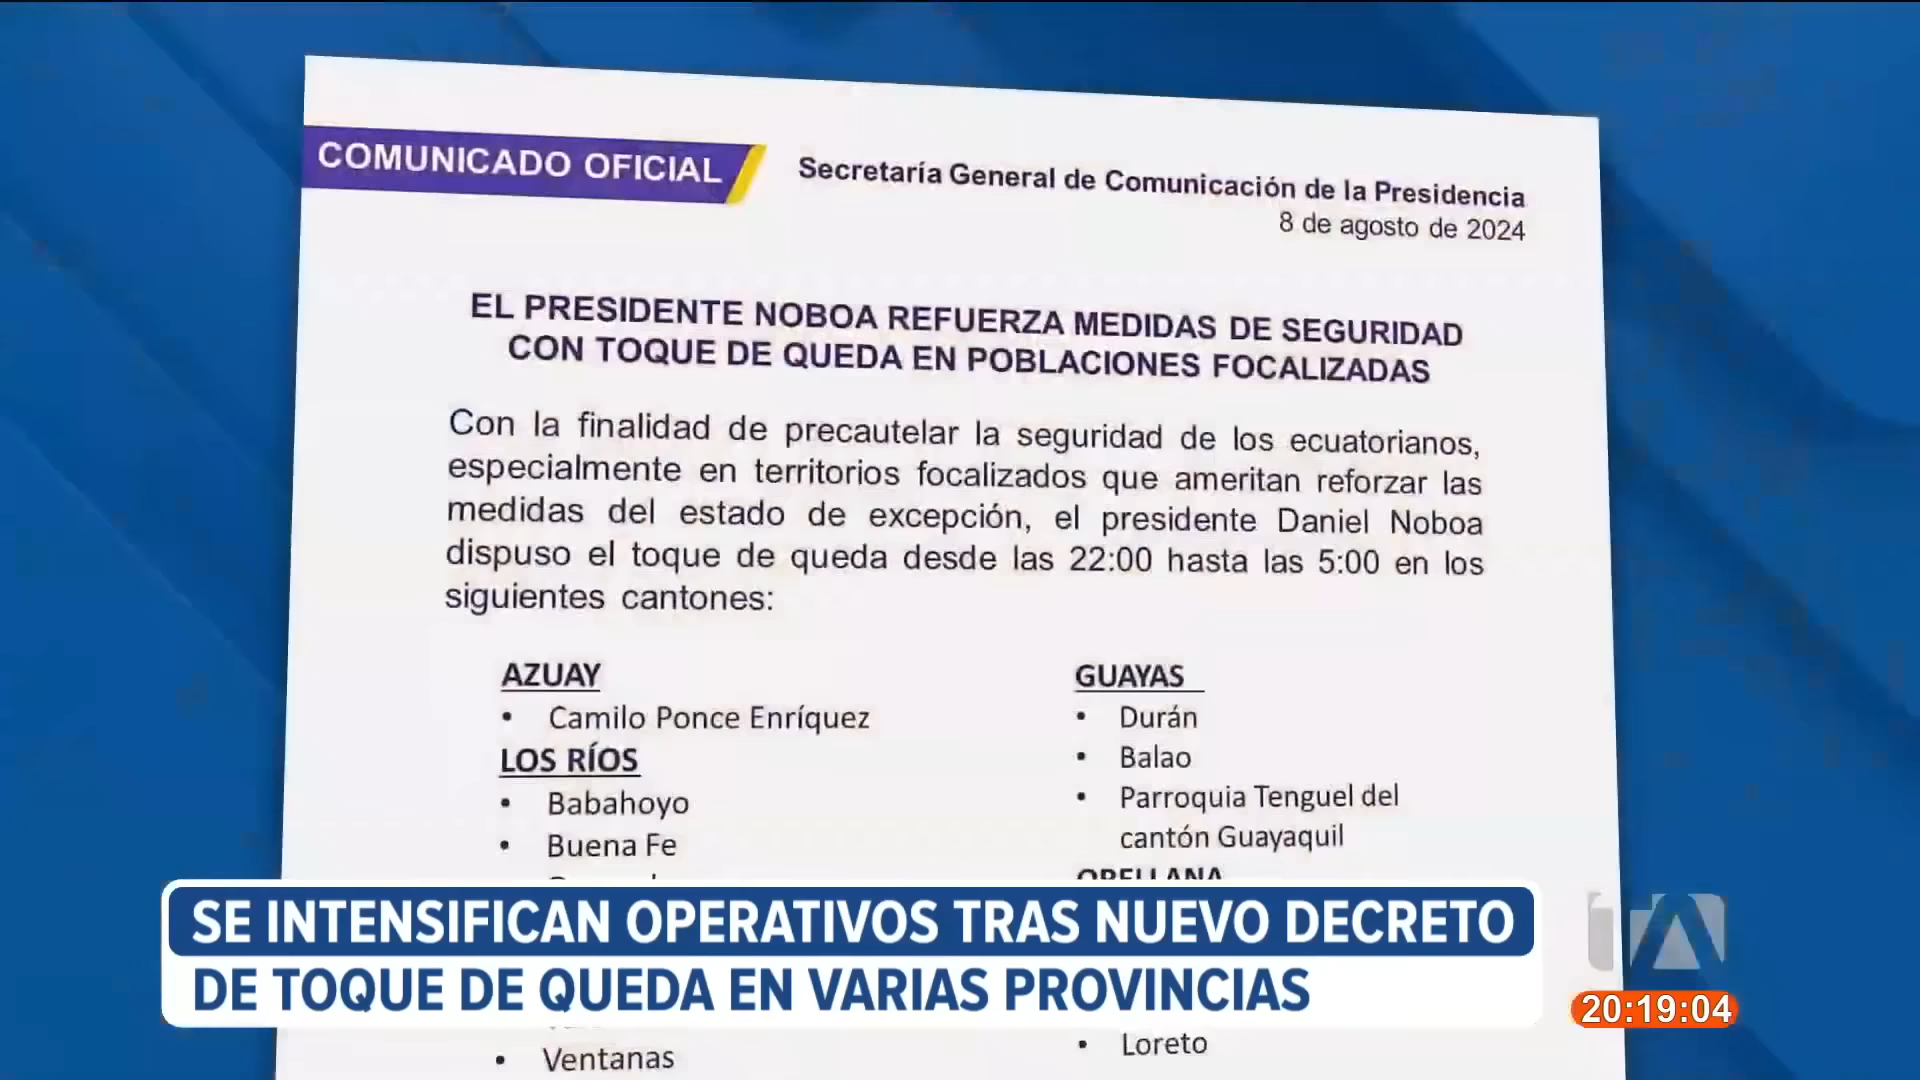 COMUNICADO OFICIAL
Secretaría General de Comunicación de la Presidencia
8 de agosto de 2024
EL PRESIDENTE NOBOA REFUERZA MEDIDAS DE SEGURIDAD
CON TOQUE DE QUEDA EN POBLACIONES FOCALIZADAS
Con la finalidad de precautelar la seguridad de los ecuatorianos,
especialmente en territorios focalizados que ameritan reforzar las
medidas del estado de excepción, el presidente Daniel Noboa
dispuso el toque de queda desde las 22:00 hasta las 5:00 en los
siguientes cantones:
AZUAY
• Camilo Ponce Enríquez
LOS RÍOS
• Babahoyo
• Buena Fe
• Ventanas
GUAYAS
• Durán
• Balao
• Parroquia Tenguel del
cantón Guayaquil
ORELLANA
• Loreto
SE INTENSIFICAN OPERATIVOS TRAS NUEVO DECRETO
DE TOQUE DE QUEDA EN VARIAS PROVINCIAS
20:19:04